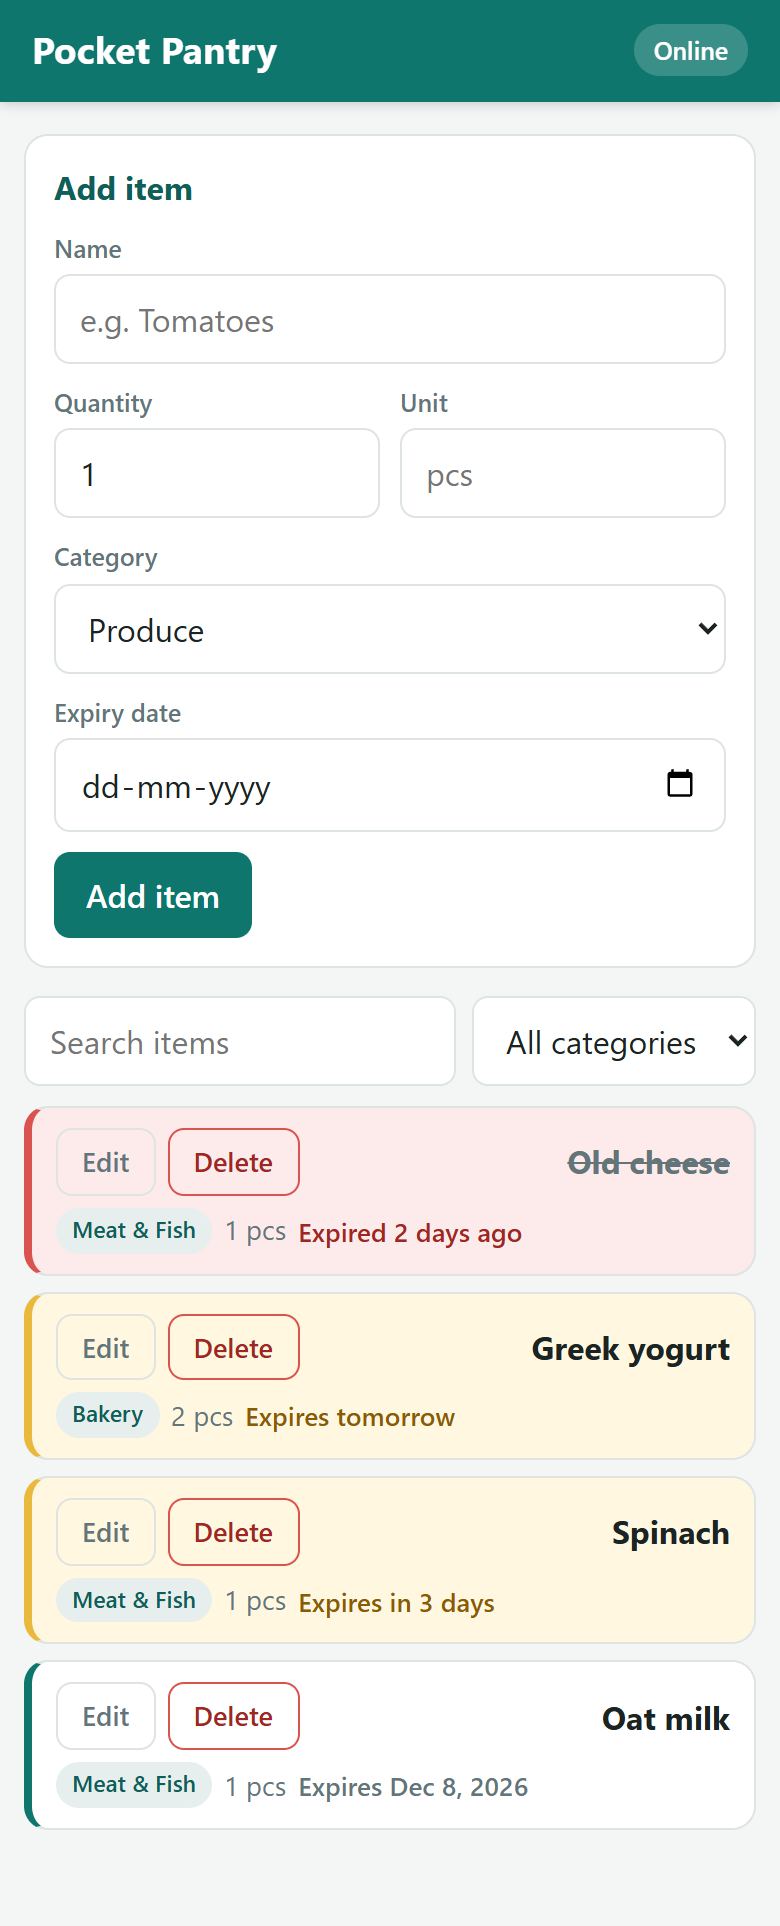 Pocket Pantry Online
Add item
Name
e.g. Tomatoes
Quantity Unit
1 pcs
Category
Produce
Expiry date
dd-mm-yyyy
Add item
Search items All categories
Edit Delete Old cheese
Meat & Fish 1 pcs Expired 2 days ago
Edit Delete Greek yogurt
Bakery 2 pcs Expires tomorrow
Edit Delete Spinach
Meat & Fish 1 pcs Expires in 3 days
Edit Delete Oat milk
Meat & Fish 1 pcs Expires Dec 8, 2026